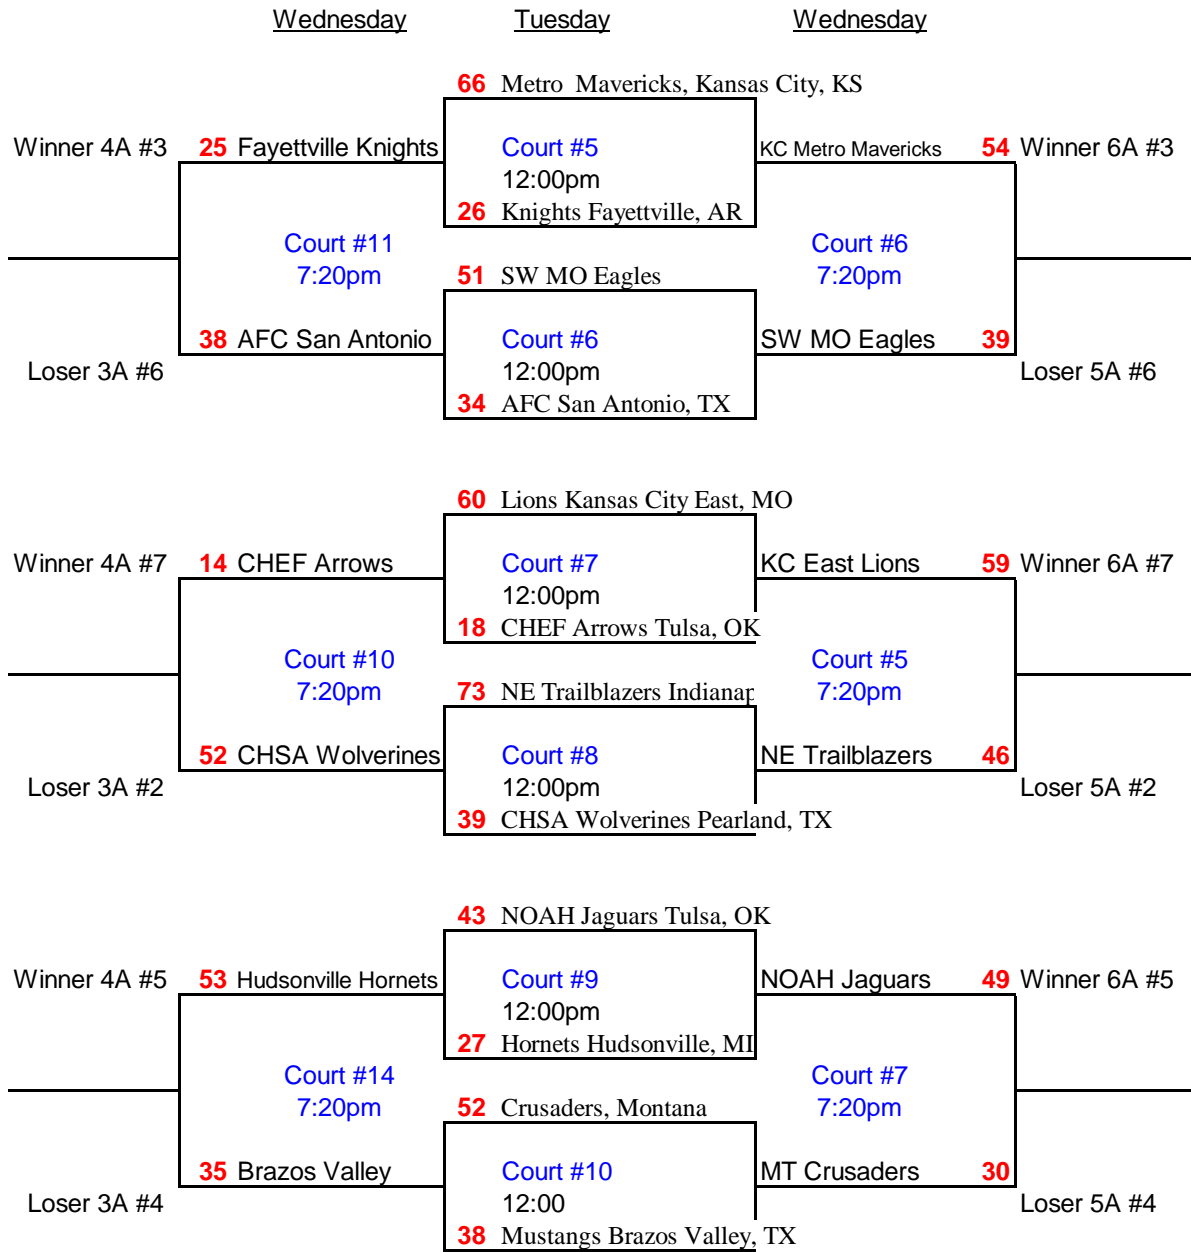 Wednesday Tuesday Wednesday
66 Metro Mavericks, Kansas City, KS
Winner 4A #3 25 Fayettville Knights Court #5 KC Metro Mavericks 54 Winner 6A #3
12:00pm
26 Knights Fayettville, AR
Court #11 Court #6
7:20pm 51 SW MO Eagles 7:20pm
38 AFC San Antonio Court #6 SW MO Eagles 39
Loser 3A #6 12:00pm Loser 5A #6
34 AFC San Antonio, TX
60 Lions Kansas City East, MO
Winner 4A #7 14 CHEF Arrows Court #7 KC East Lions 59 Winner 6A #7
12:00pm
18 CHEF Arrows Tulsa, OK
Court #10 Court #5
7:20pm 73 NE Trailblazers Indianap 7:20pm
52 CHSA Wolverines Court #8 NE Trailblazers 46
Loser 3A #2 12:00pm Loser 5A #2
39 CHSA Wolverines Pearland, TX
43 NOAH Jaguars Tulsa, OK
Winner 4A #5 53 Hudsonville Hornets Court #9 NOAH Jaguars 49 Winner 6A #5
12:00pm
27 Hornets Hudsonville, MI
Court #14 Court #7
7:20pm 52 Crusaders, Montana 7:20pm
35 Brazos Valley Court #10 MT Crusaders 30
Loser 3A #4 12:00 Loser 5A #4
38 Mustangs Brazos Valley, TX